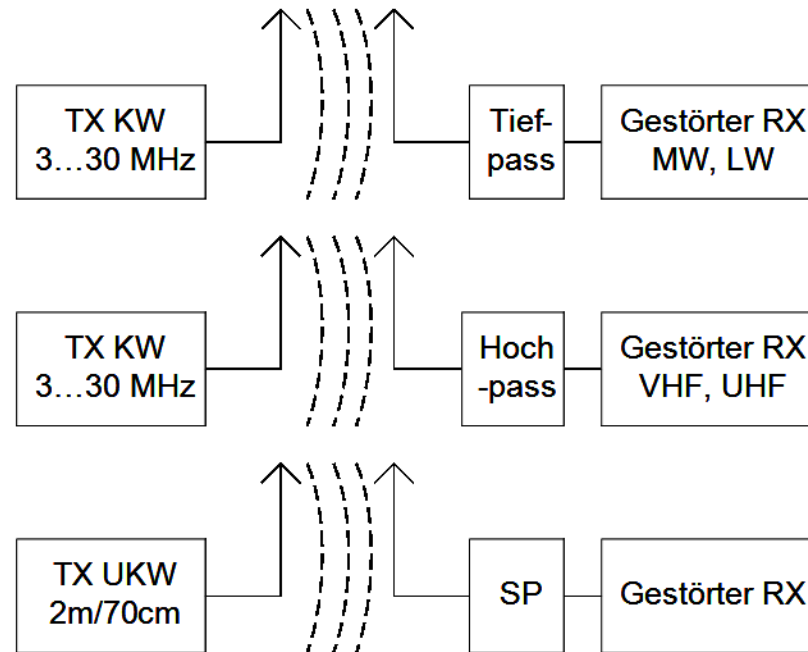 TX KW
3...30 MHz
Tief-
pass
Gestörter RX
MW, LW
TX KW
3...30 MHz
Hoch
-pass
Gestörter RX
VHF, UHF
TX UKW
2m/70cm
SP
Gestörter RX